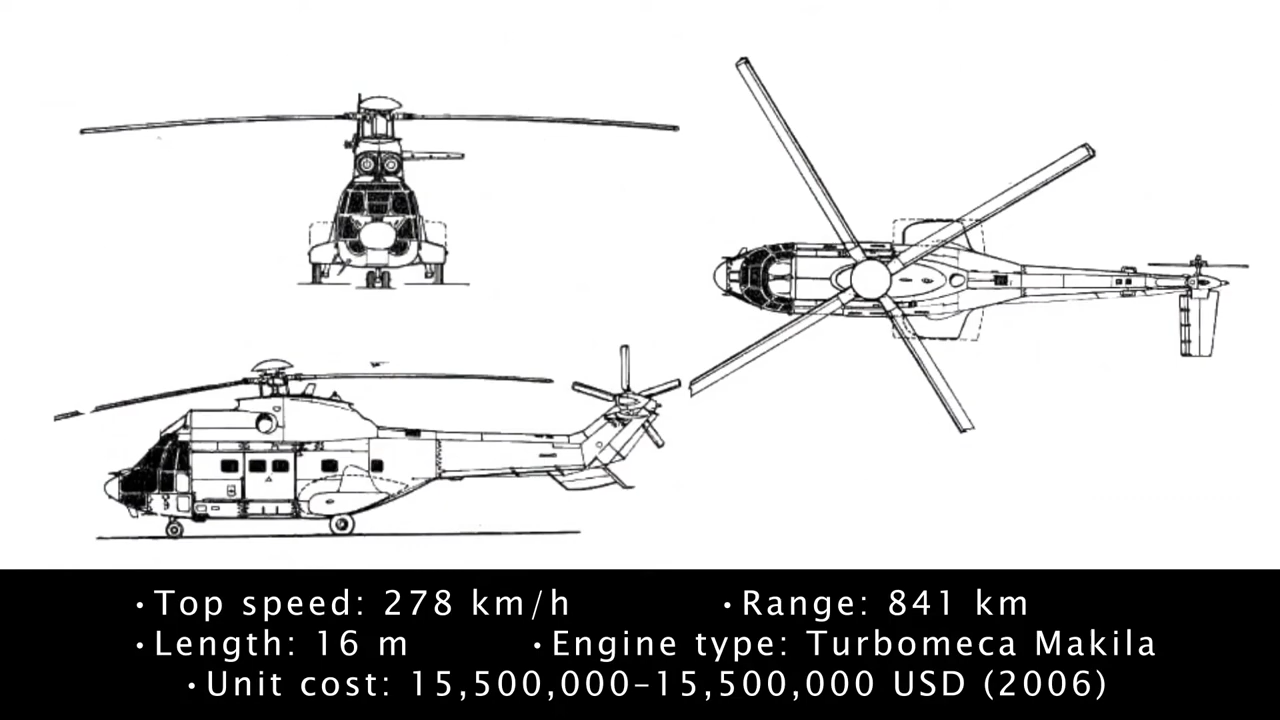 •Top speed: 278 km/h •Range: 841 km
•Length: 16 m •Engine type: Turbomeca Makila
•Unit cost: 15,500,000–15,500,000 USD (2006)